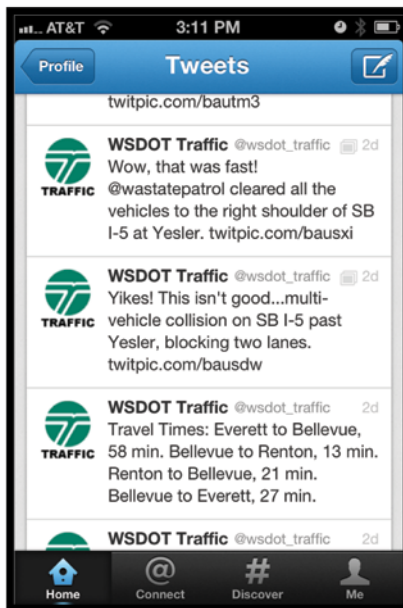 AT&T 3:11 PM
Profile Tweets
twitpic.com/bautm3
WSDOT Traffic @wsdot_traffic 2d
Wow, that was fast!
@wastatepatrol cleared all the
TRAFFIC
vehicles to the right shoulder of SB
I-5 at Yesler. twitpic.com/bausxi
WSDOT Traffic @wsdot_traffic 2d
Yikes! This isn't good...multi-
vehicle collision on SB I-5 past
TRAFFIC
Yesler, blocking two lanes.
twitpic.com/bausdw
WSDOT Traffic @wsdot_traffic 2d
Travel Times: Everett to Bellevue,
58 min. Bellevue to Renton, 13 min.
TRAFFIC
Renton to Bellevue, 21 min.
Bellevue to Everett, 27 min.
WSDOT Traffic @wsdot_traffic 2d
Home @ Connect # Discover Me